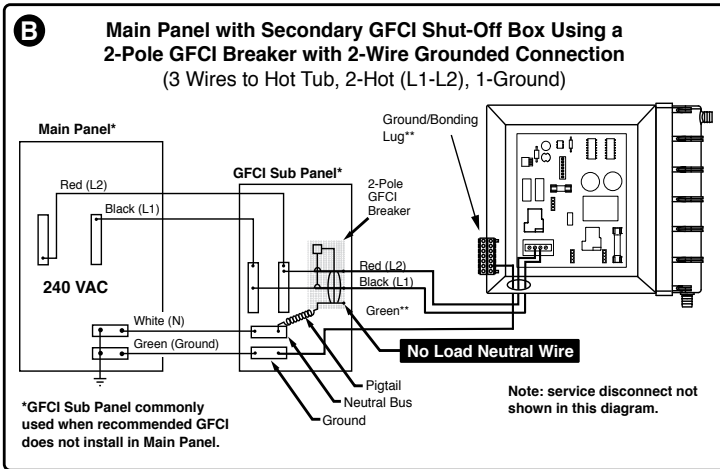 B
Main Panel with Secondary GFCI Shut-Off Box Using a
2-Pole GFCI Breaker with 2-Wire Grounded Connection
(3 Wires to Hot Tub, 2-Hot (L1-L2), 1-Ground)
Main Panel*
Red (L2)
Black (L1)
240 VAC
White (N)
Green (Ground)
GFCI Sub Panel*
2-Pole
GFCI
Breaker
Ground/Bonding
Lug**
Red (L2)
Black (L1)
Green**
No Load Neutral Wire
Pigtail
Neutral Bus
Ground
*GFCI Sub Panel commonly
used when recommended GFCI
does not install in Main Panel.
Note: service disconnect not
shown in this diagram.